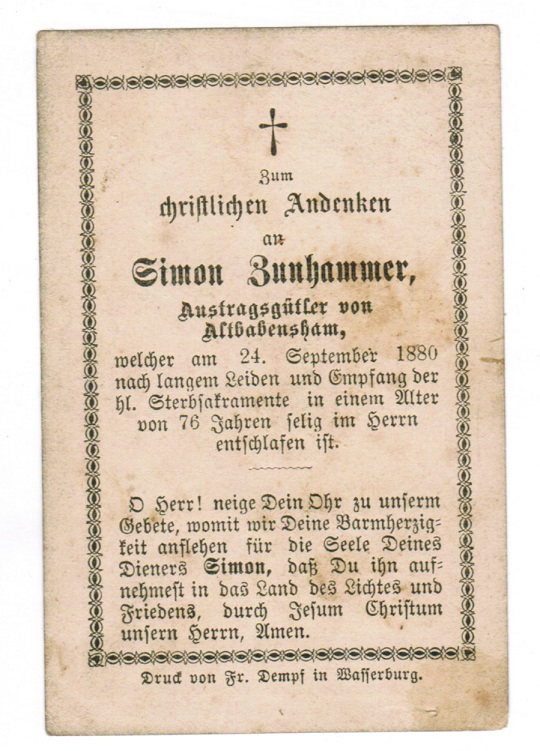 Zum
christlichen Andenken
an
Simon Zunhammer,
Austragsgütler von
Altbabensham,
welcher am 24. September 1880
nach langem Leiden und Empfang der
hl. Sterbsakramente in einem Alter
von 76 Jahren selig im Herrn
entschlafen ist.
O Herr! neige Dein Ohr zu unserm
Gebete, womit wir Deine Barmherzig-
keit anflehen für die Seele Deines
Dieners Simon, daß Du ihn auf-
nehmest in das Land des Lichtes und
Friedens, durch Jesum Christum
unsern Herrn, Amen.
Druck von Fr. Dempf in Wasserburg.